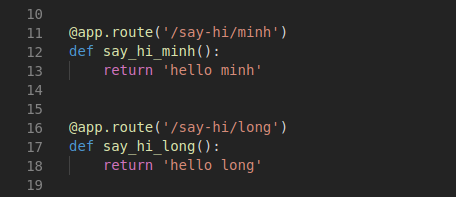 10
11 @app.route('/say-hi/minh')
12 def say_hi_minh():
13     return 'hello minh'
14
15
16 @app.route('/say-hi/long')
17 def say_hi_long():
18     return 'hello long'
19